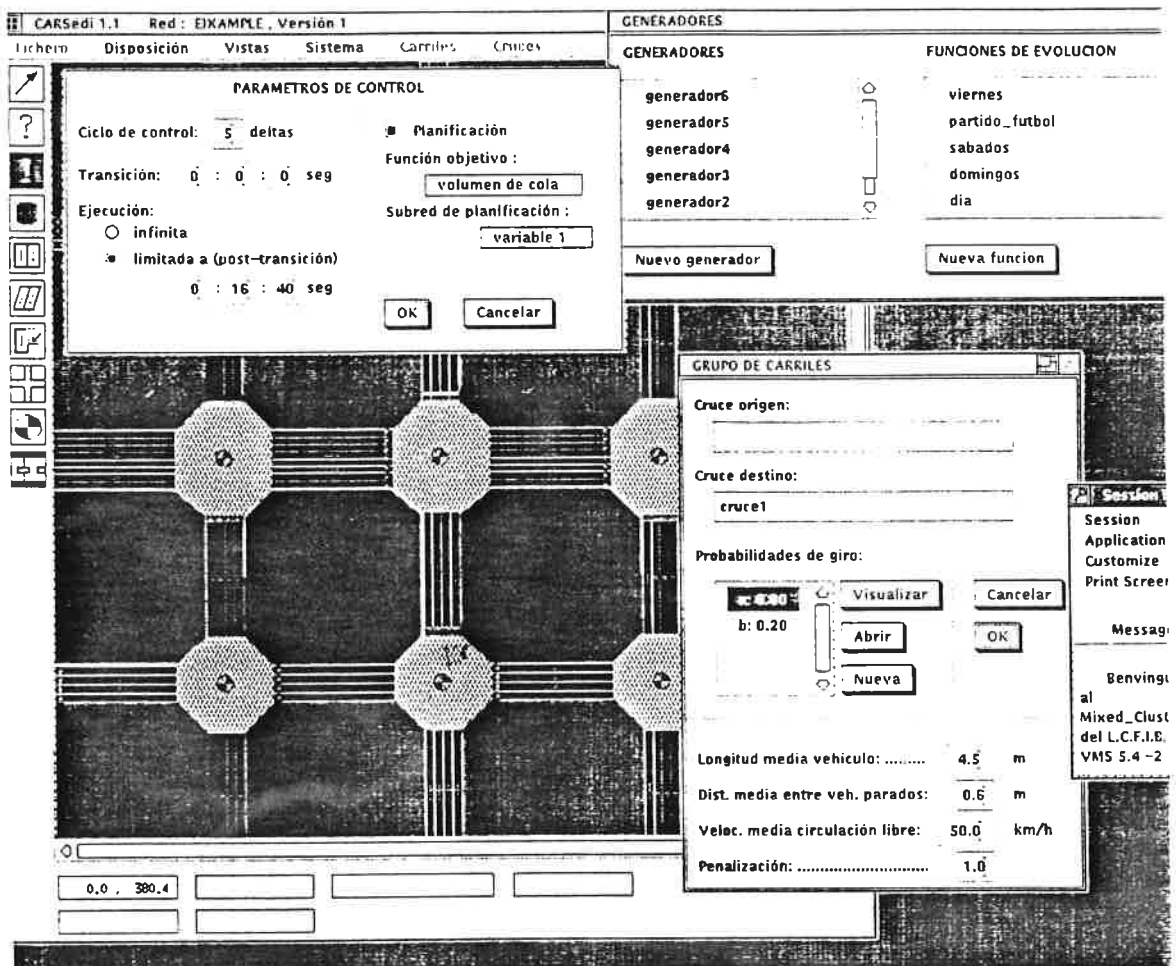 CARSedi 1.1 Red : EIXAMPLE , Versión 1
Fichero Disposición Vistas Sistema Carriles Cruces
PARAMETROS DE CONTROL
Ciclo de control: 5 deltas
Transición: 0 : 0 : 0 seg
Ejecución:
infinita
limitada a (post-transición)
0 : 16 : 40 seg
Planificación
Función objetivo :
volumen de cola
Subred de planificación :
variable 1
OK Cancelar
GENERADORES
GENERADORES
generador6
generador5
generador4
generador3
generador2
Nuevo generador
FUNCIONES DE EVOLUCION
viernes
partido_futbol
sabados
domingos
dia
Nueva funcion
GRUPO DE CARRILES
Cruce origen:
Cruce destino:
cruce1
Probabilidades de giro:
b: 0.20
Visualizar
Abrir
Nueva
Cancelar
OK
Longitud media vehiculo: ......... 4.5 m
Dist. media entre veh. parados: 0.6 m
Veloc. media circulación libre: 50.0 km/h
Penalización: ............................. 1.0
Session
Session
Application
Customize
Print Screen
Messag
Benvingu
al
Mixed_Clust
del L.C.F.I.B.
VMS 5.4 -2
0.0 , 380.4